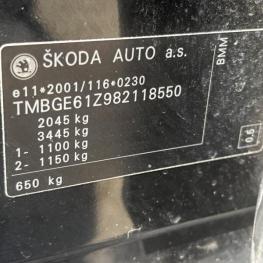 ŠKODA AUTO a.s.
e11*2001/116*0230
TMBGE61Z982118550
2045 kg
3445 kg
1- 1100 kg
2- 1150 kg
650 kg
BMM
0,6